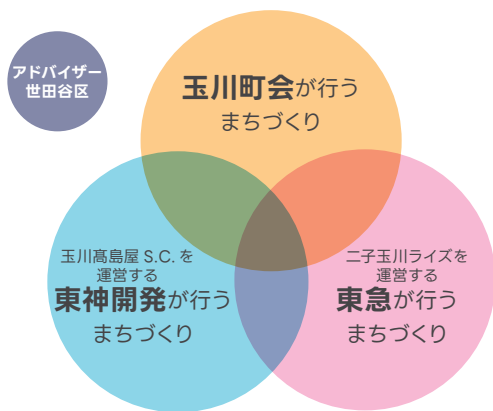 アドバイザー
世田谷区
玉川町会が行う
まちづくり
玉川髙島屋 S.C. を
運営する
東神開発が行う
まちづくり
二子玉川ライズを
運営する
東急が行う
まちづくり